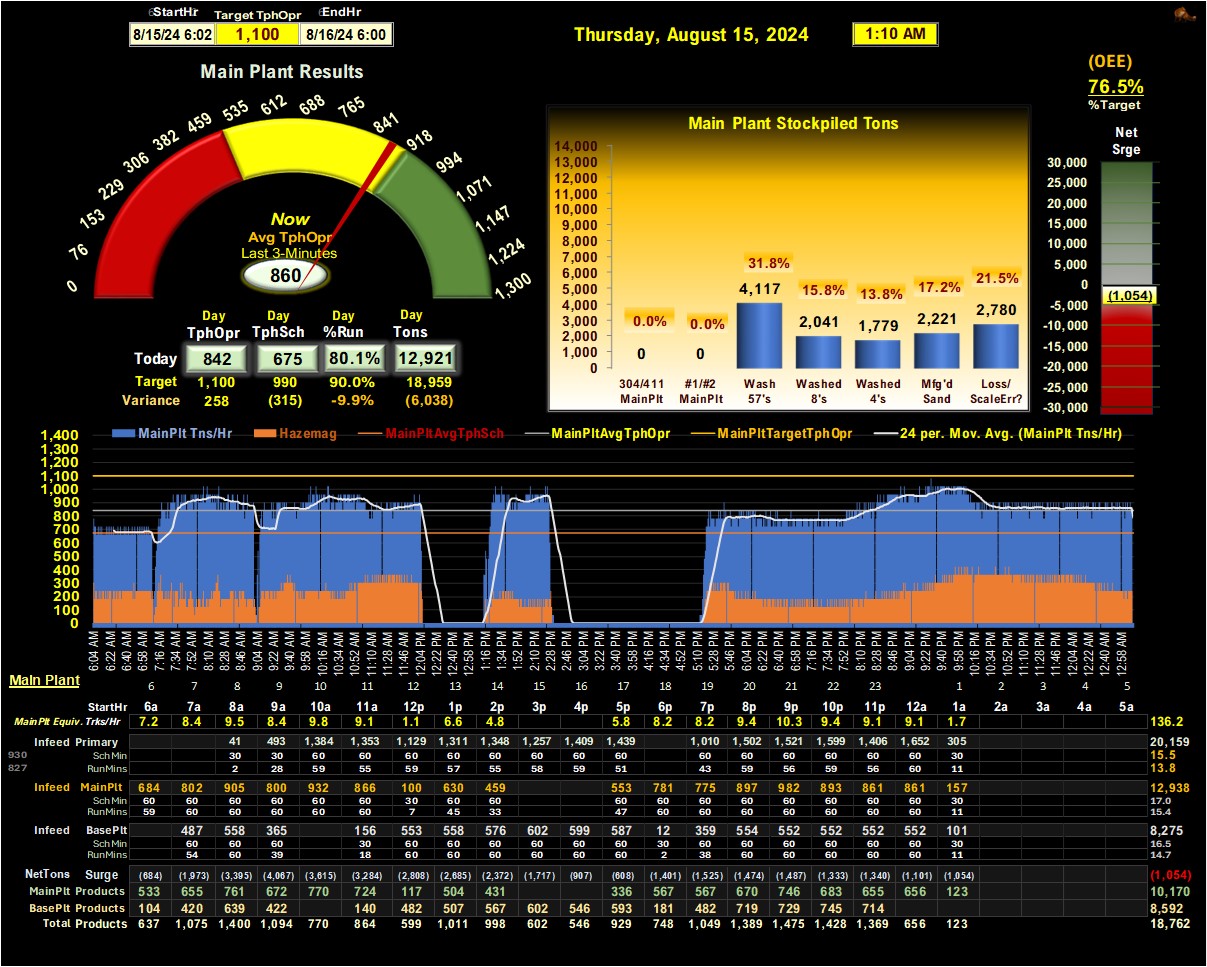 StartHr Target TphOpr EndHr
8/15/24 6:02 1,100 8/16/24 6:00
Thursday, August 15, 2024 1:10 AM
(OEE)
76.5%
%Target
Main Plant Results
0 76 153 229 306 382 459 535 612 688 765 841 918 994 1,071 1,147 1,224 1,300
Now
Avg TphOpr
Last 3-Minutes
860
Day Day Day Day
TphOpr TphSch %Run Tons
Today 842 675 80.1% 12,921
Target 1,100 990 90.0% 18,959
Variance 258 (315) -9.9% (6,038)
Main Plant Stockpiled Tons
14,000
13,000
12,000
11,000
10,000
9,000
8,000
7,000
6,000
5,000
4,000
3,000
2,000
1,000
0
0.0% 0.0% 31.8% 15.8% 13.8% 17.2% 21.5%
0 0 4,117 2,041 1,779 2,221 2,780
304/411 #1/#2 Wash Washed Washed Mfg'd Loss/
MainPlt MainPlt 57's 8's 4's Sand ScaleErr?
Net
Srge
30,000
25,000
20,000
15,000
10,000
5,000
0
(1,054)
-5,000
-10,000
-15,000
-20,000
-25,000
-30,000
MainPlt Tns/Hr Hazemag MainPltAvgTphSch MainPltAvgTphOpr MainPltTargetTphOpr 24 per. Mov. Avg. (MainPlt Tns/Hr)
1,400
1,300
1,200
1,100
1,000
900
800
700
600
500
400
300
200
100
0
6:04 AM 6:22 AM 6:40 AM 6:58 AM 7:16 AM 7:34 AM 7:52 AM 8:10 AM 8:28 AM 8:46 AM 9:04 AM 9:22 AM 9:40 AM 9:58 AM 10:16 AM 10:34 AM 10:52 AM 11:10 AM 11:28 AM 11:46 AM 12:04 PM 12:22 PM 12:40 PM 12:58 PM 1:16 PM 1:34 PM 1:52 PM 2:10 PM 2:28 PM 2:46 PM 3:04 PM 3:22 PM 3:40 PM 3:58 PM 4:16 PM 4:34 PM 4:52 PM 5:10 PM 5:28 PM 5:46 PM 6:04 PM 6:22 PM 6:40 PM 6:58 PM 7:16 PM 7:34 PM 7:52 PM 8:10 PM 8:28 PM 8:46 PM 9:04 PM 9:22 PM 9:40 PM 9:58 PM 10:16 PM 10:34 PM 10:52 PM 11:10 PM 11:28 PM 11:46 PM 12:04 AM 12:22 AM 12:40 AM 12:58 AM
Main Plant
6 7 8 9 10 11 12 13 14 15 16 17 18 19 20 21 22 23 1 2 3 4 5
StartHr 6a 7a 8a 9a 10a 11a 12p 1p 2p 3p 4p 5p 6p 7p 8p 9p 10p 11p 12a 1a 2a 3a 4a 5a
MainPlt Equiv. Trks/Hr 7.2 8.4 9.5 8.4 9.8 9.1 1.1 6.6 4.8 5.8 8.2 8.2 9.4 10.3 9.4 9.1 9.1 1.7 136.2
Infeed Primary 41 493 1,384 1,353 1,129 1,311 1,348 1,257 1,409 1,439 1,010 1,502 1,521 1,599 1,406 1,652 305 20,159
930 Sch Min 30 30 60 60 60 60 60 60 60 60 60 60 60 60 60 60 30 15.5
827 RunMins 2 28 59 55 59 57 55 58 59 51 43 59 56 59 56 60 11 13.8
Infeed MainPlt 684 802 905 800 932 866 100 630 459 553 781 775 897 982 893 861 861 157 12,938
Sch Min 60 60 60 60 60 60 30 60 60 60 60 60 60 60 60 60 60 30 17.0
RunMins 59 60 60 60 60 60 7 45 33 47 60 60 60 60 60 60 60 11 15.4
Infeed BasePlt 487 558 365 156 553 558 576 602 599 587 12 359 554 552 552 552 552 101 8,275
Sch Min 60 60 60 30 60 60 60 60 60 60 30 60 60 60 60 60 60 30 16.5
RunMins 54 60 39 18 60 60 60 60 60 60 2 38 60 60 60 60 60 11 14.7
NetTons Surge (684) (1,973) (3,395) (4,067) (3,615) (3,284) (2,808) (2,685) (2,372) (1,717) (907) (608) (1,401) (1,525) (1,474) (1,487) (1,333) (1,340) (1,101) (1,054) (1,054)
MainPlt Products 533 655 761 672 770 724 117 504 431 336 567 567 670 746 683 655 656 123 10,170
BasePlt Products 104 420 639 422 140 482 507 567 602 546 593 181 482 719 729 745 714 8,592
Total Products 637 1,075 1,400 1,094 770 864 599 1,011 998 602 546 929 748 1,049 1,389 1,475 1,428 1,369 656 123 18,762